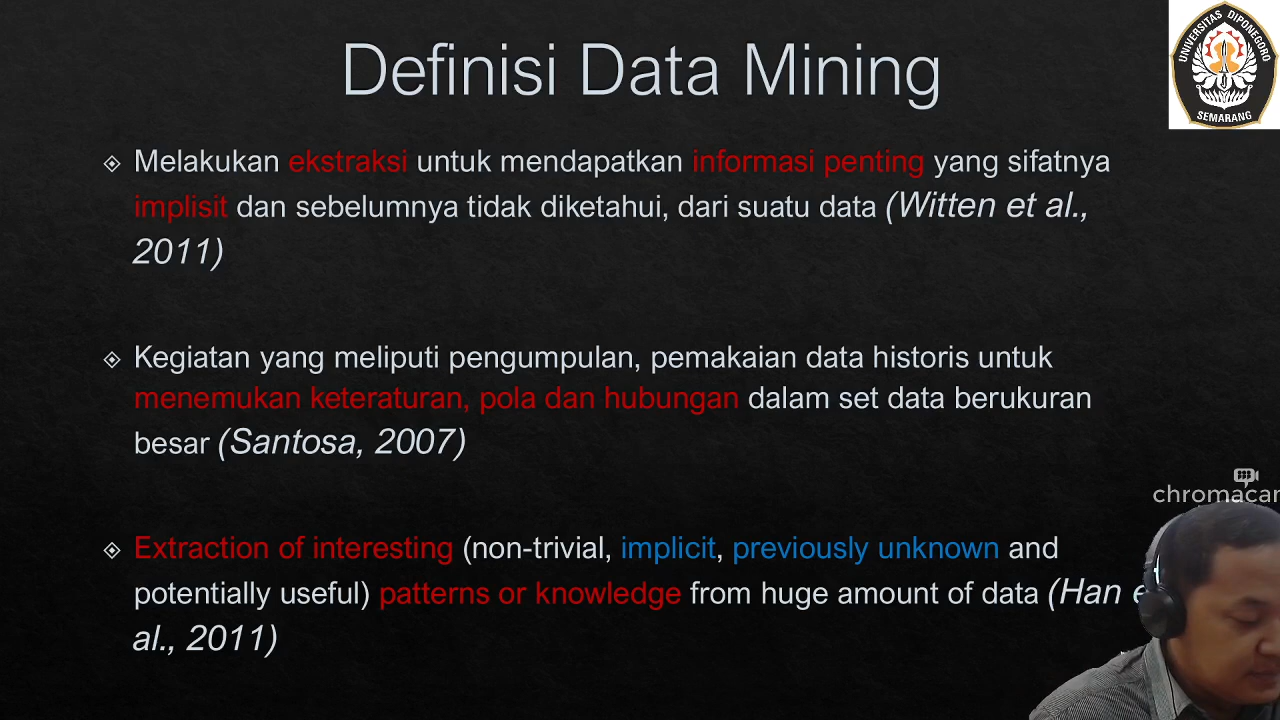 Definisi Data Mining
UNIVERSITAS DIPONEGORO
SEMARANG
Melakukan ekstraksi untuk mendapatkan informasi penting yang sifatnya
implisit dan sebelumnya tidak diketahui, dari suatu data (Witten et al.,
2011)
Kegiatan yang meliputi pengumpulan, pemakaian data historis untuk
menemukan keteraturan, pola dan hubungan dalam set data berukuran
besar (Santosa, 2007)
Extraction of interesting (non-trivial, implicit, previously unknown and
potentially useful) patterns or knowledge from huge amount of data (Han e
al., 2011)
chromacam